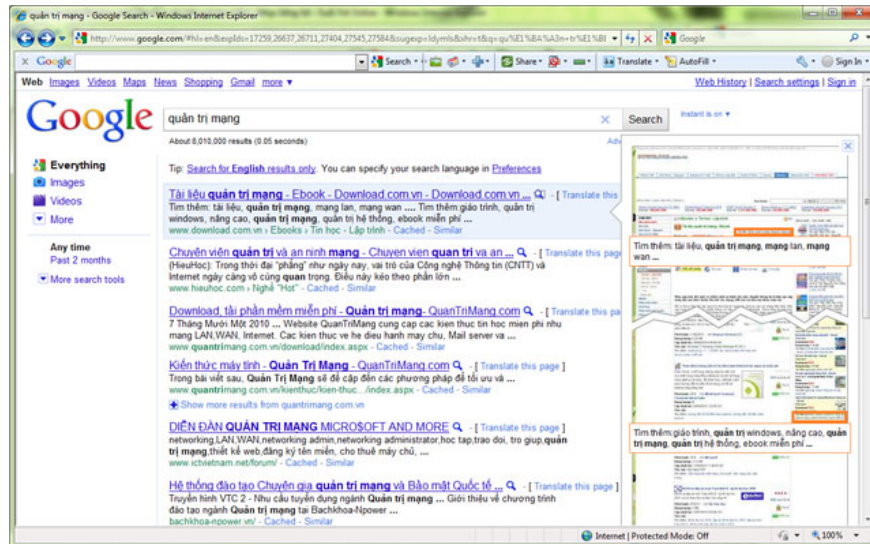 quản trị mạng - Google Search - Windows Internet Explorer
http://www.google.com/#hl=en&expIds=17259,26637,26711,27404,27545,27584&sugexp=ldymls&xhr=t&q=qu%E1%BA%A3n+tr%E1%BB
Google
x Google Search Share Translate AutoFill Sign In
Web Images Videos Maps News Shopping Gmail more ▼
Web History | Search settings | Sign in
Google
quản trị mạng
Search
Instant is on ▼
About 8,010,000 results (0.05 seconds)
Everything
Images
Videos
More
Any time
Past 2 months
More search tools
Tip: Search for English results only. You can specify your search language in Preferences
Tài liệu quản trị mạng - Ebook - Download.com.vn - Download.com.vn ... - [ Translate this
Tìm thêm: tài liệu, quản trị mạng, mạng lan, mạng wan .... Tìm thêm:giáo trình, quản trị
windows, nâng cao, quản trị mạng, quản trị hệ thống, ebook miễn phí ...
www.download.com.vn › Ebooks › Tin học - Lập trình - Cached - Similar
Chuyên viên quản trị và an ninh mạng - Chuyen vien quan tri va an ... - [ Translate this page
(HieuHoc): Trong thời đại "phẳng" như ngày nay, vai trò của Công nghệ Thông tin (CNTT) và
Internet ngày càng vô cùng quan trọng. Điều này kéo theo phần lớn ...
www.hieuhoc.com › Nghề "Hot" - Cached - Similar
Download, tải phần mềm miễn phí - Quản trị mạng- QuanTriMang.com - [ Translate this pa
7 Tháng Mười Một 2010 ... Website QuanTriMang cung cap cac kien thuc tin hoc mien phi nhu
mang LAN,WAN, Internet. Cac kien thuc ve he dieu hanh may chu, Mail server va ...
www.quantrimang.com.vn/download/index.aspx - Cached - Similar
Kiến thức máy tính - Quản Trị Mạng - QuanTriMang.com - [ Translate this page ]
Trong bài viết sau, Quản Trị Mạng sẽ đề cập đến các phương pháp để tối ưu và ...
www.quantrimang.com.vn/kienthuc/kien-thuc.../index.aspx - Cached - Similar
Show more results from quantrimang.com.vn
DIỄN ĐÀN QUẢN TRỊ MẠNG MICRO$OFT AND MORE - [ Translate this page ]
networking,LAN,WAN,networking admin,networking administrator,hoc tap,trao doi, tro giup,quản
trị mạng,thiết kế web,đăng ký tên miền, cho thuê máy chủ, ...
www.ictvietnam.net/forum/ - Cached - Similar
Hệ thống đào tạo Chuyên gia quản trị mạng và Bảo mật Quốc tế ... - [ Translate this page ]
Truyền hình VTC 2 - Nhu cầu tuyển dụng ngành Quản trị mạng ... Giới thiệu về chương trình
đào tạo ngành Quản trị mạng tại Bachkhoa-Npower ...
bachkhoa-npower.vn/ - Cached - Similar
Tìm thêm: tài liệu, quản trị mạng, mạng lan, mạng
wan ...
Tìm thêm:giáo trình, quản trị windows, nâng cao, quản
trị mạng, quản trị hệ thống, ebook miễn phí ...
Internet | Protected Mode: Off
100%